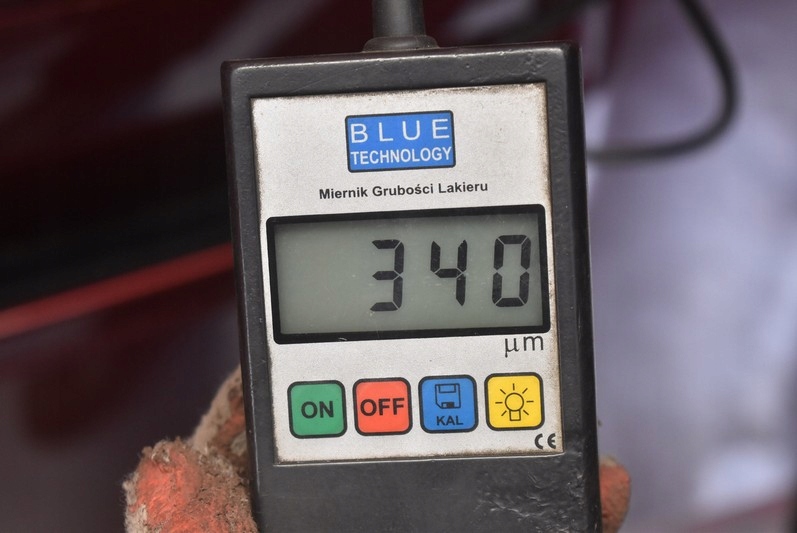 BLUE
TECHNOLOGY
Miernik Grubości Lakieru
340
µm
ON
OFF
KAL
CE